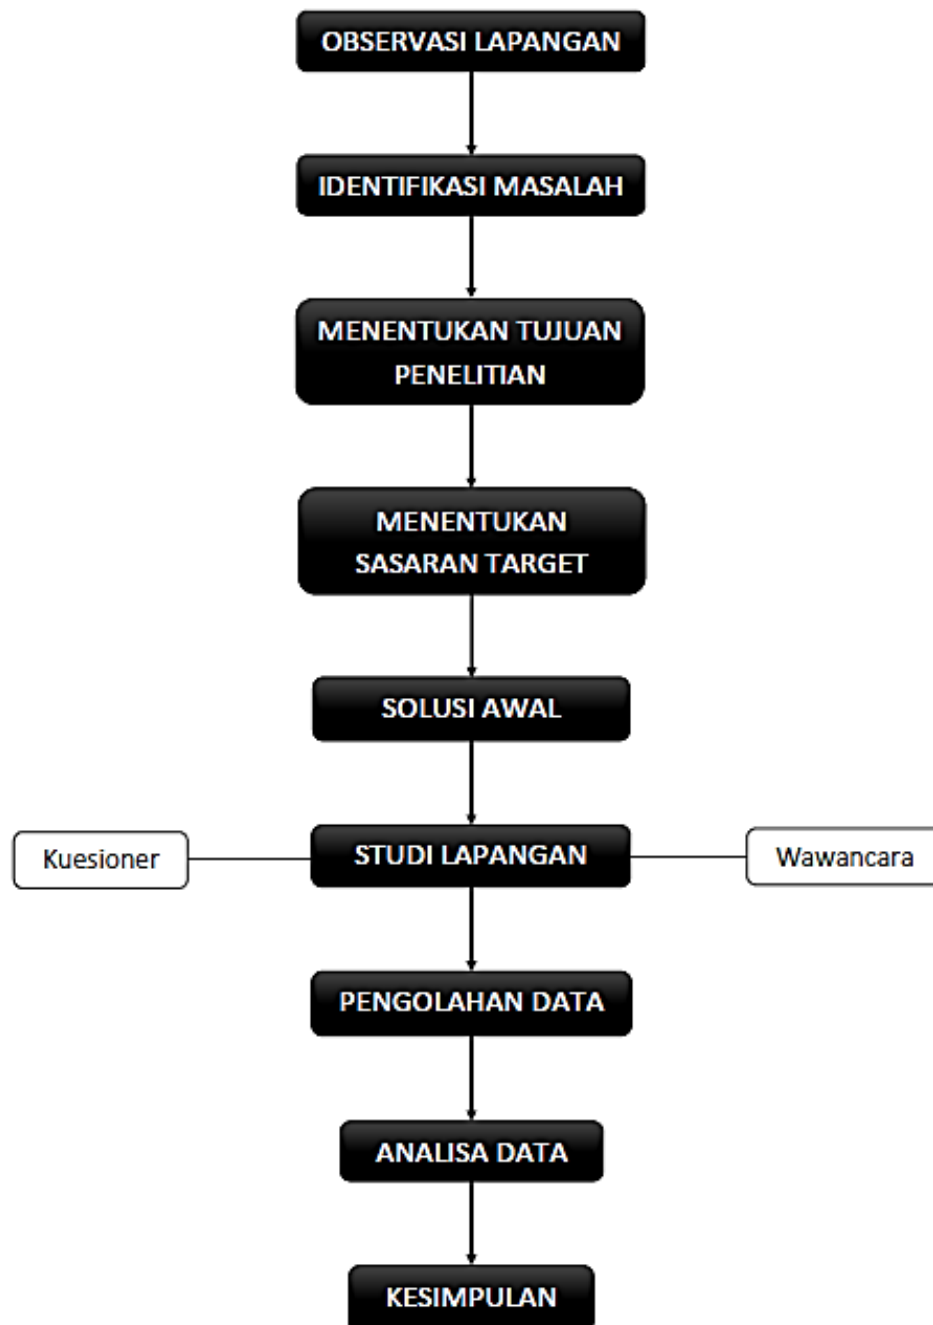 OBSERVASI LAPANGAN
IDENTIFIKASI MASALAH
MENENTUKAN TUJUAN
PENELITIAN
MENENTUKAN
SASARAN TARGET
SOLUSI AWAL
Kuesioner
STUDI LAPANGAN
Wawancara
PENGOLAHAN DATA
ANALISA DATA
KESIMPULAN